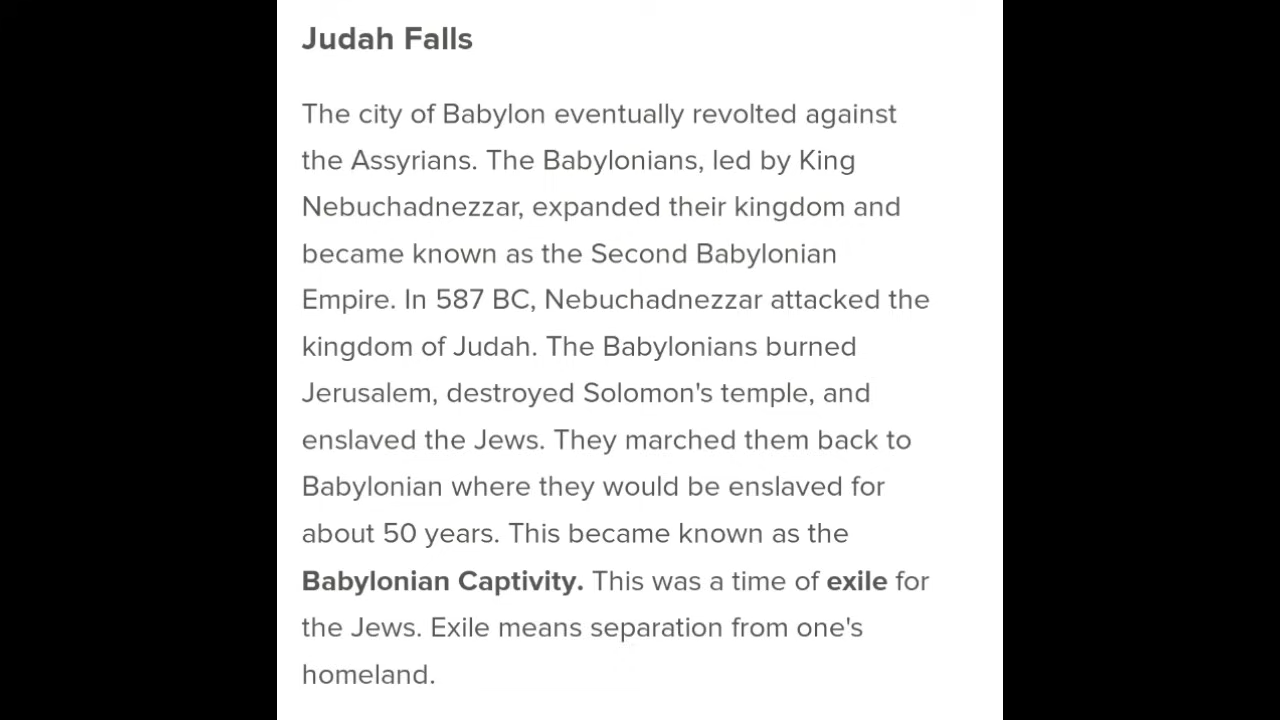 Judah Falls
The city of Babylon eventually revolted against
the Assyrians. The Babylonians, led by King
Nebuchadnezzar, expanded their kingdom and
became known as the Second Babylonian
Empire. In 587 BC, Nebuchadnezzar attacked the
kingdom of Judah. The Babylonians burned
Jerusalem, destroyed Solomon's temple, and
enslaved the Jews. They marched them back to
Babylonian where they would be enslaved for
about 50 years. This became known as the
Babylonian Captivity. This was a time of exile for
the Jews. Exile means separation from one's
homeland.